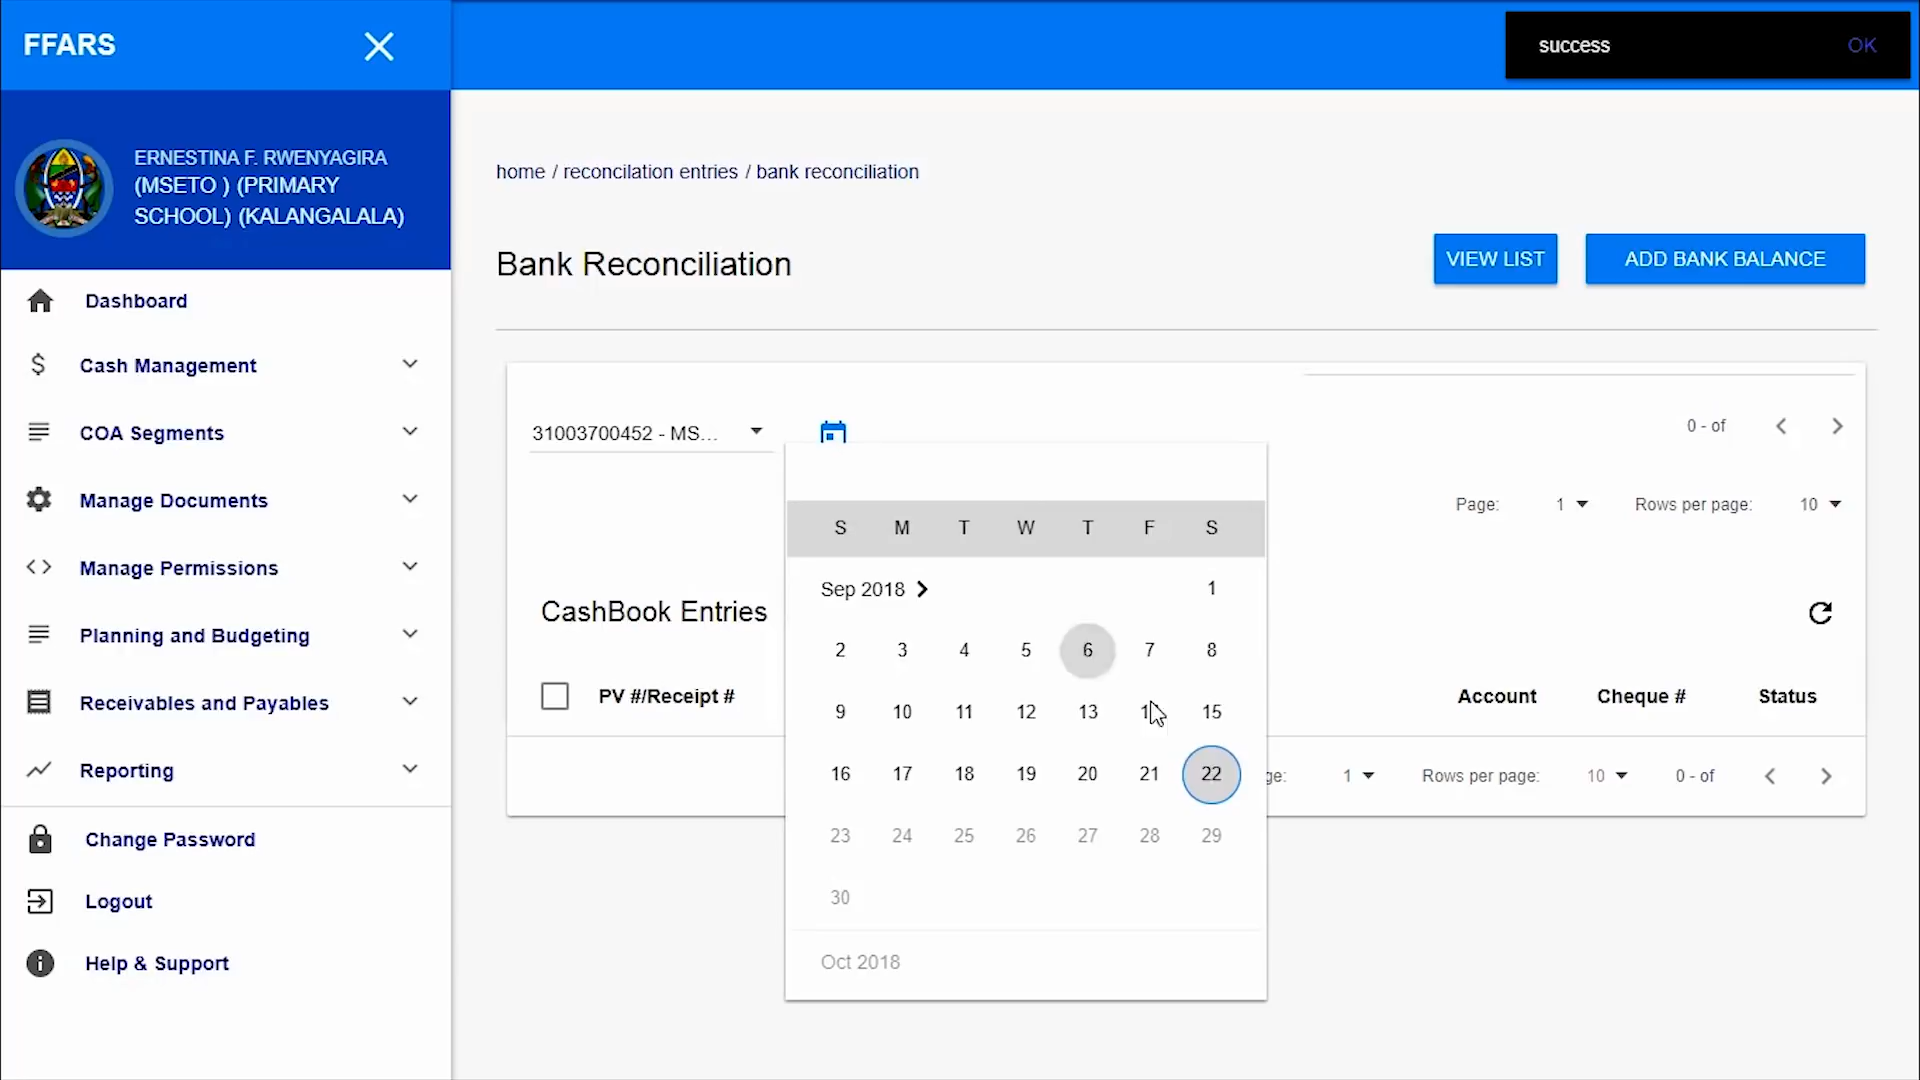 FFARS
success OK
ERNESTINA F. RWENYAGIRA
(MSETO ) (PRIMARY
SCHOOL) (KALANGALALA)
Dashboard
Cash Management
COA Segments
Manage Documents
Manage Permissions
Planning and Budgeting
Receivables and Payables
Reporting
Change Password
Logout
Help & Support
home / reconcilation entries / bank reconciliation
Bank Reconciliation
VIEW LIST
ADD BANK BALANCE
31003700452 - MS...
0 - of
Page: 1 Rows per page: 10
CashBook Entries
PV #/Receipt # Account Cheque # Status
1 Rows per page: 10 0 - of
S M T W T F S
Sep 2018 1
2 3 4 5 6 7 8
9 10 11 12 13 15
16 17 18 19 20 21 22
23 24 25 26 27 28 29
30
Oct 2018